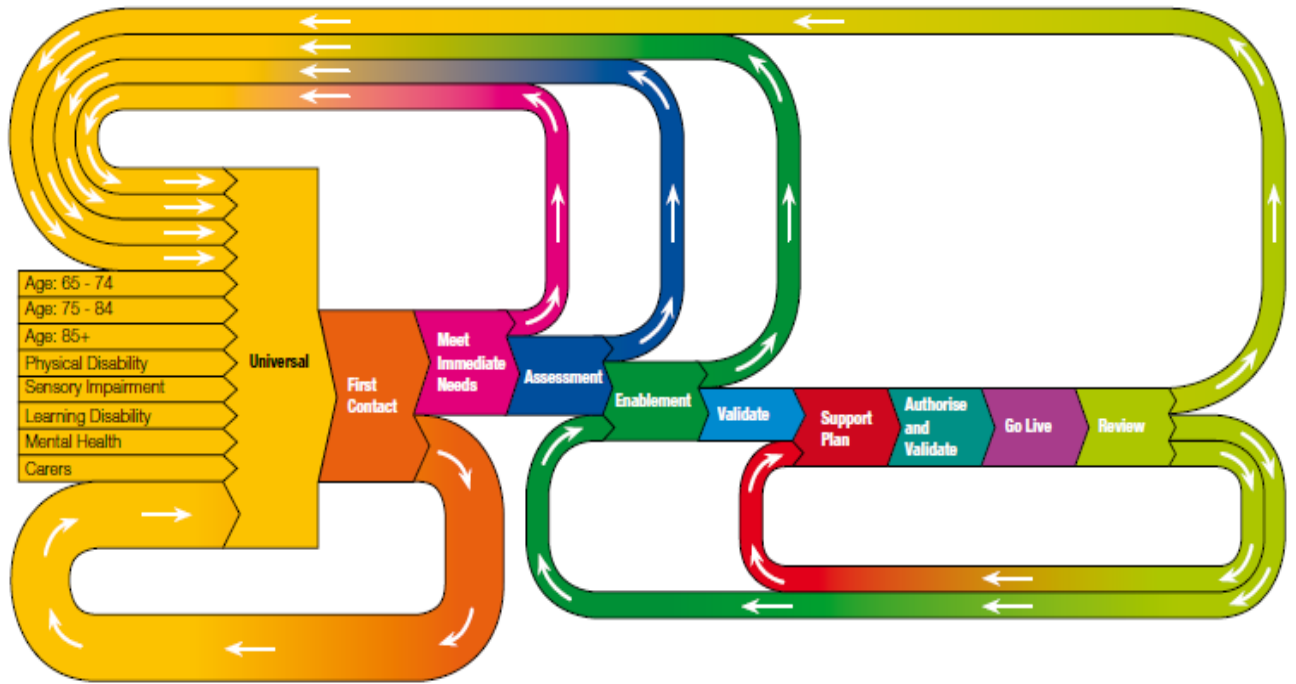 Age: 65 - 74
Age: 75 - 84
Age: 85+
Physical Disability
Sensory Impairment
Learning Disability
Mental Health
Carers
Universal
First
Contact
Meet
Immediate
Needs
Assessment
Enablement
Validate
Support
Plan
Authorise
and
Validate
Go Live
Review